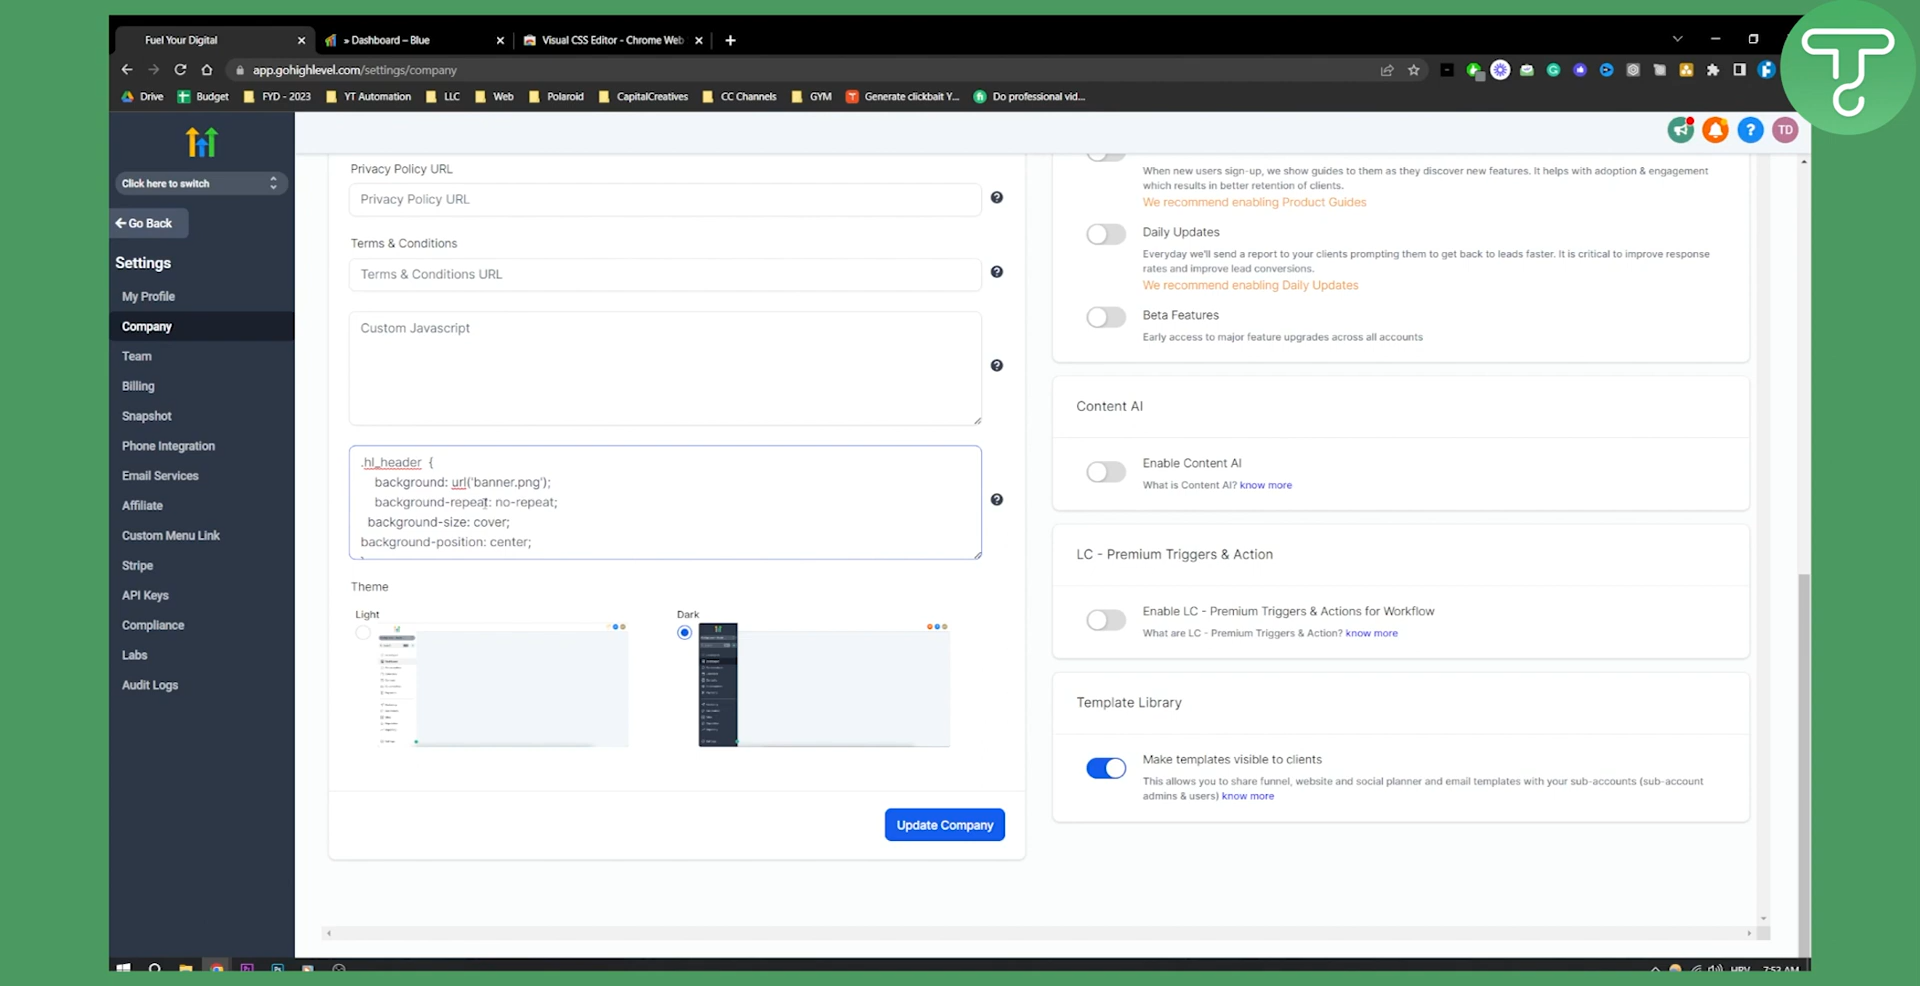 Fuel Your Digital
» Dashboard – Blue
Visual CSS Editor - Chrome Web
app.gohighlevel.com/settings/company
Drive
Budget
FYD - 2023
YT Automation
LLC
Web
Polaroid
CapitalCreatives
CC Channels
GYM
Generate clickbait Y...
Do professional vid...
TD
Click here to switch
Go Back
Settings
My Profile
Company
Team
Billing
Snapshot
Phone Integration
Email Services
Affiliate
Custom Menu Link
Stripe
API Keys
Compliance
Labs
Audit Logs
Privacy Policy URL
Privacy Policy URL
Terms & Conditions
Terms & Conditions URL
Custom Javascript
.hl_header {
background: url('banner.png');
background-repeat: no-repeat;
background-size: cover;
background-position: center;
Theme
Light
Dark
Update Company
When new users sign-up, we show guides to them as they discover new features. It helps with adoption & engagement
which results in better retention of clients.
We recommend enabling Product Guides
Daily Updates
Everyday we'll send a report to your clients prompting them to get back to leads faster. It is critical to improve response
rates and improve lead conversions.
We recommend enabling Daily Updates
Beta Features
Early access to major feature upgrades across all accounts
Content AI
Enable Content AI
What is Content AI? know more
LC - Premium Triggers & Action
Enable LC - Premium Triggers & Actions for Workflow
What are LC - Premium Triggers & Action? know more
Template Library
Make templates visible to clients
This allows you to share funnel, website and social planner and email templates with your sub-accounts (sub-account
admins & users) know more
HRV
7:53 AM